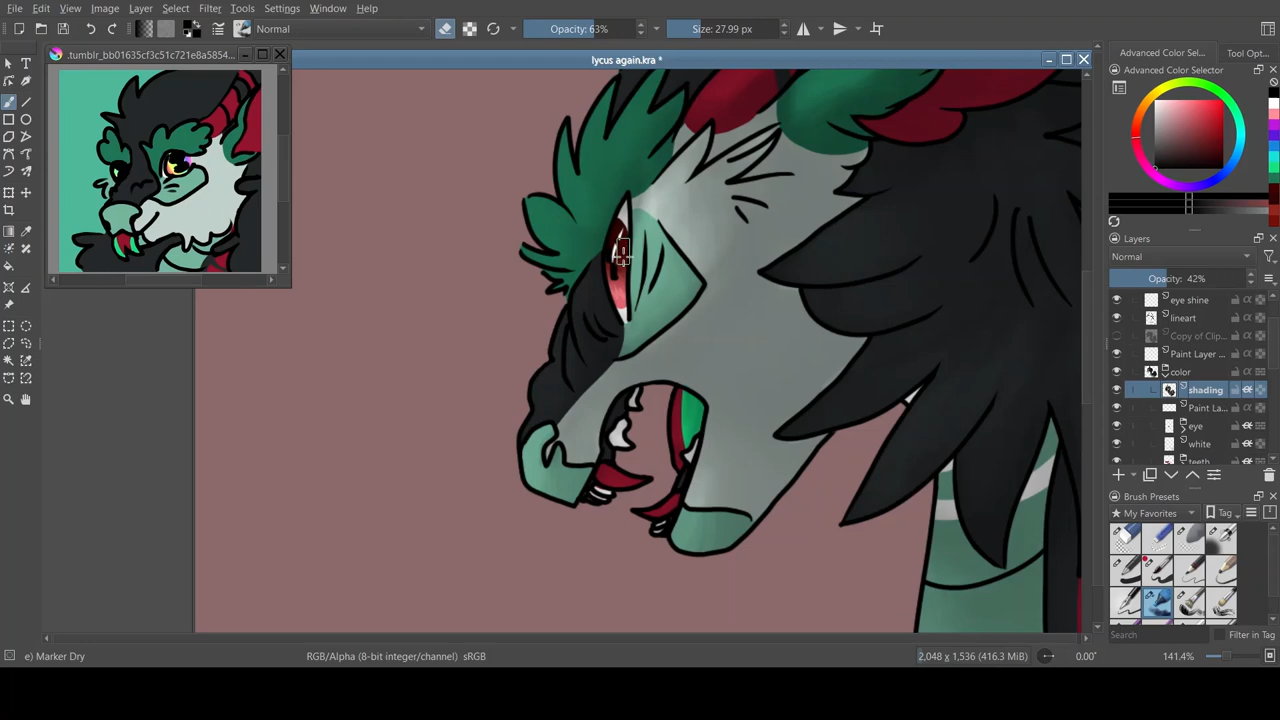 File Edit View Image Layer Select Filter Tools Settings Window Help
Normal Opacity: 63% Size: 27.99 px
.tumblr_bb01635cf3c51c721e8a5854...
lycus again.kra *
Advanced Color Sel... Tool Opt...
Advanced Color Selector
Layers
Normal
Opacity: 42%
eye shine
lineart
Copy of Clip...
Paint Layer ...
color
shading
Paint La...
eye
white
teeth
Brush Presets
My Favorites Tag
Search Filter in Tag
e) Marker Dry RGB/Alpha (8-bit integer/channel) sRGB 2,048 x 1,536 (416.3 MiB) 0.00° 141.4%